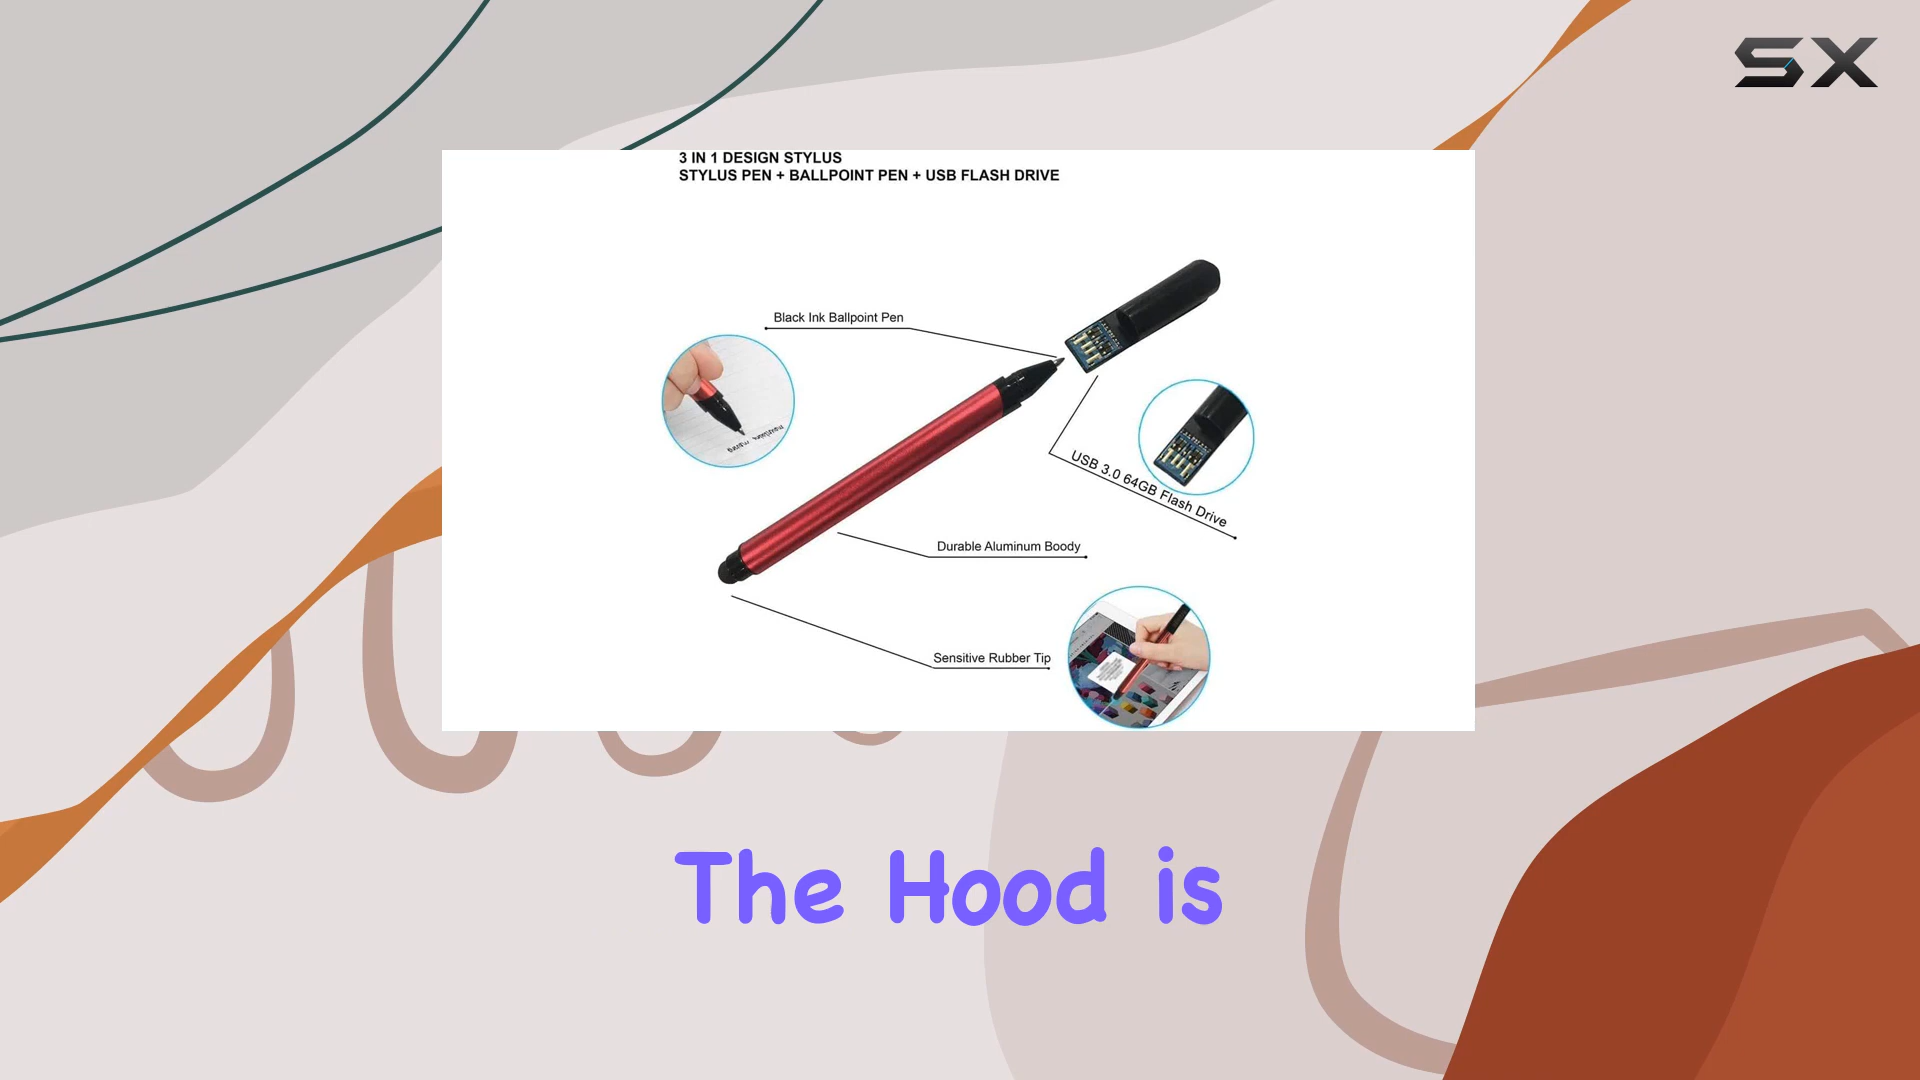 SX
3 IN 1 DESIGN STYLUS
STYLUS PEN + BALLPOINT PEN + USB FLASH DRIVE
Black Ink Ballpoint Pen
USB 3.0 64GB Flash Drive
Durable Aluminum Boody
Sensitive Rubber Tip
The Hood is